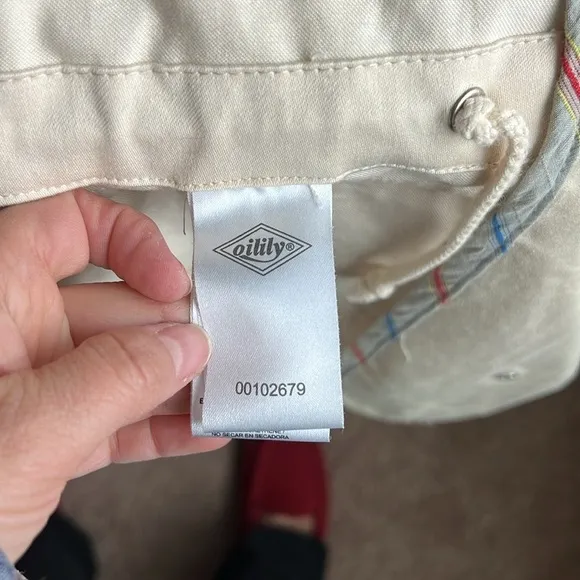 oilily®
00102679
NO SECAR EN SECADORA